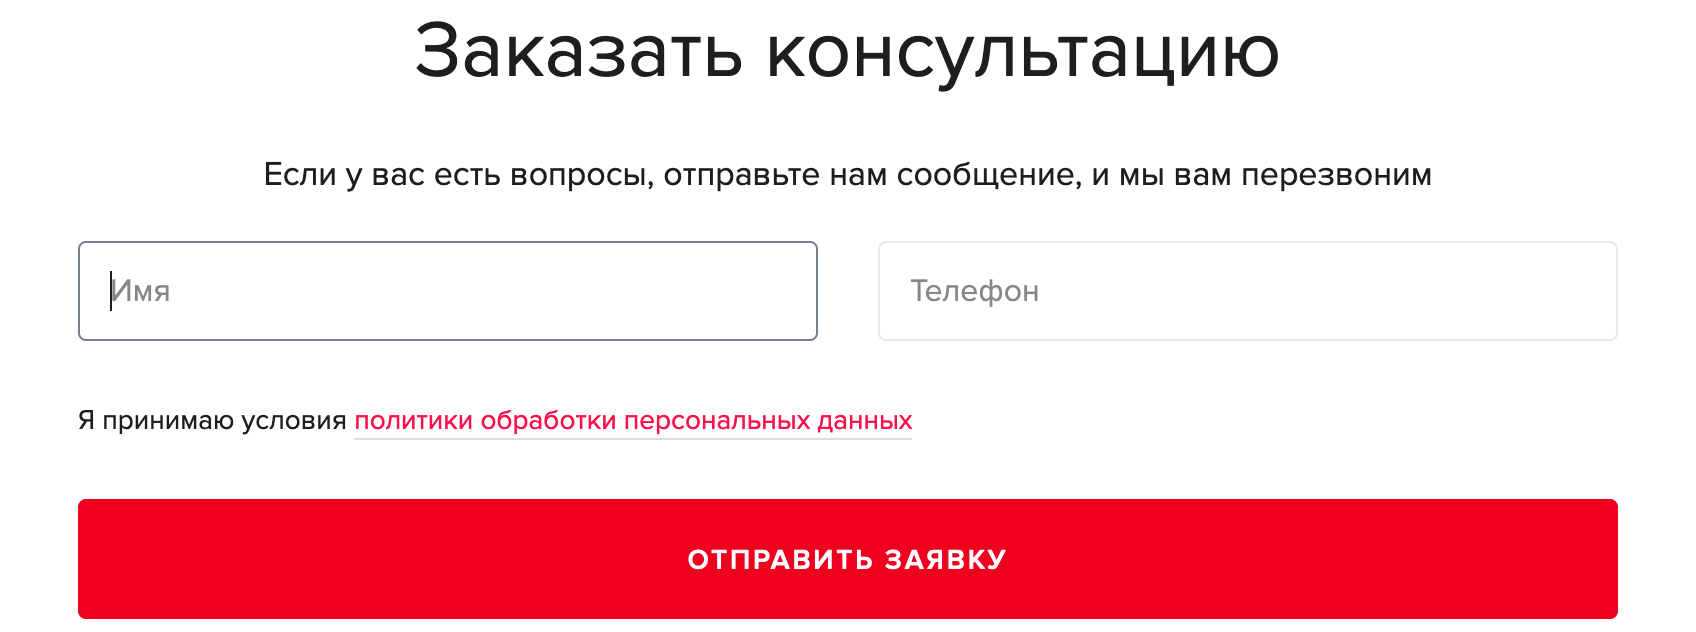 Заказать консультацию
Если у вас есть вопросы, отправьте нам сообщение, и мы вам перезвоним
Имя
Телефон
Я принимаю условия политики обработки персональных данных
ОТПРАВИТЬ ЗАЯВКУ